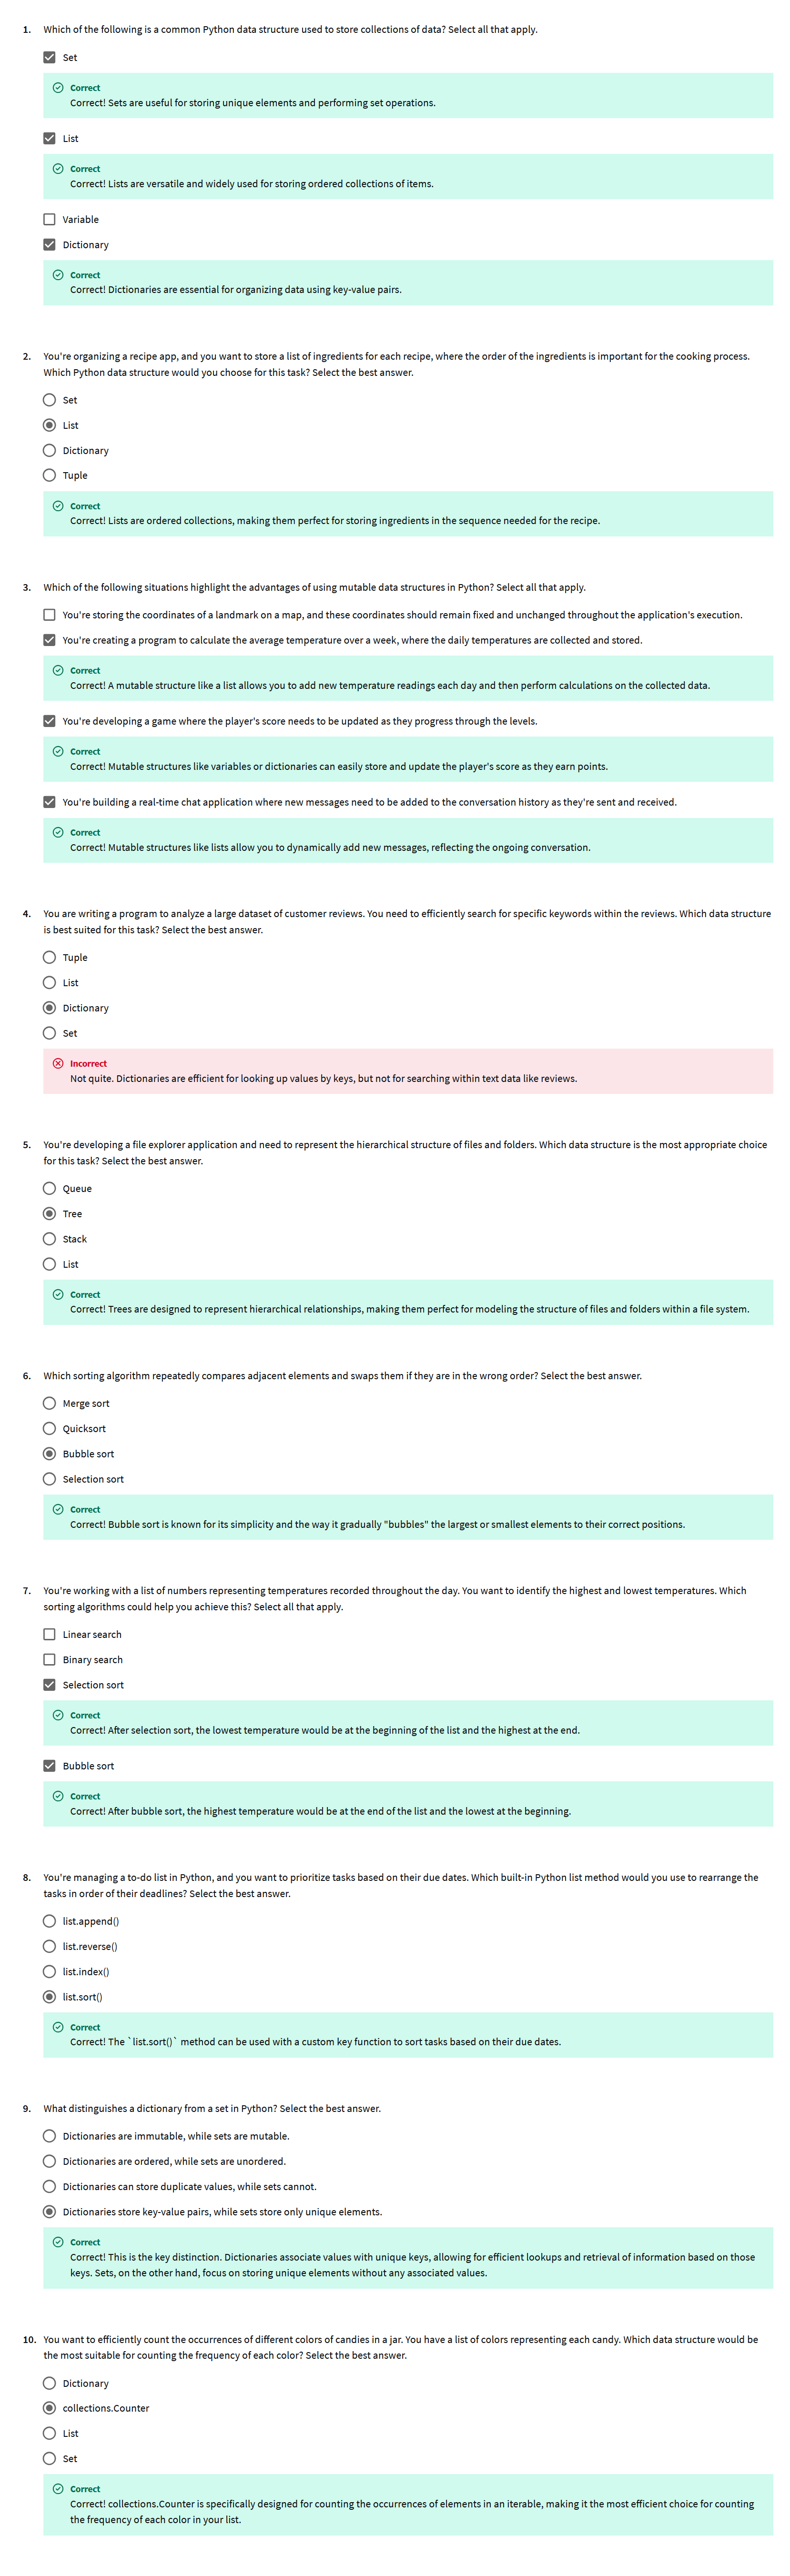 1. Which of the following is a common Python data structure used to store collections of data? Select all that apply.
Set
Correct
Correct! Sets are useful for storing unique elements and performing set operations.
List
Correct
Correct! Lists are versatile and widely used for storing ordered collections of items.
Variable
Dictionary
Correct
Correct! Dictionaries are essential for organizing data using key-value pairs.
2. You're organizing a recipe app, and you want to store a list of ingredients for each recipe, where the order of the ingredients is important for the cooking process.
Which Python data structure would you choose for this task? Select the best answer.
Set
List
Dictionary
Tuple
Correct
Correct! Lists are ordered collections, making them perfect for storing ingredients in the sequence needed for the recipe.
3. Which of the following situations highlight the advantages of using mutable data structures in Python? Select all that apply.
You're storing the coordinates of a landmark on a map, and these coordinates should remain fixed and unchanged throughout the application's execution.
You're creating a program to calculate the average temperature over a week, where the daily temperatures are collected and stored.
Correct
Correct! A mutable structure like a list allows you to add new temperature readings each day and then perform calculations on the collected data.
You're developing a game where the player's score needs to be updated as they progress through the levels.
Correct
Correct! Mutable structures like variables or dictionaries can easily store and update the player's score as they earn points.
You're building a real-time chat application where new messages need to be added to the conversation history as they're sent and received.
Correct
Correct! Mutable structures like lists allow you to dynamically add new messages, reflecting the ongoing conversation.
4. You are writing a program to analyze a large dataset of customer reviews. You need to efficiently search for specific keywords within the reviews. Which data structure
is best suited for this task? Select the best answer.
Tuple
List
Dictionary
Set
Incorrect
Not quite. Dictionaries are efficient for looking up values by keys, but not for searching within text data like reviews.
5. You're developing a file explorer application and need to represent the hierarchical structure of files and folders. Which data structure is the most appropriate choice
for this task? Select the best answer.
Queue
Tree
Stack
List
Correct
Correct! Trees are designed to represent hierarchical relationships, making them perfect for modeling the structure of files and folders within a file system.
6. Which sorting algorithm repeatedly compares adjacent elements and swaps them if they are in the wrong order? Select the best answer.
Merge sort
Quicksort
Bubble sort
Selection sort
Correct
Correct! Bubble sort is known for its simplicity and the way it gradually "bubbles" the largest or smallest elements to their correct positions.
7. You're working with a list of numbers representing temperatures recorded throughout the day. You want to identify the highest and lowest temperatures. Which
sorting algorithms could help you achieve this? Select all that apply.
Linear search
Binary search
Selection sort
Correct
Correct! After selection sort, the lowest temperature would be at the beginning of the list and the highest at the end.
Bubble sort
Correct
Correct! After bubble sort, the highest temperature would be at the end of the list and the lowest at the beginning.
8. You're managing a to-do list in Python, and you want to prioritize tasks based on their due dates. Which built-in Python list method would you use to rearrange the
tasks in order of their deadlines? Select the best answer.
list.append()
list.reverse()
list.index()
list.sort()
Correct
Correct! The `list.sort()` method can be used with a custom key function to sort tasks based on their due dates.
9. What distinguishes a dictionary from a set in Python? Select the best answer.
Dictionaries are immutable, while sets are mutable.
Dictionaries are ordered, while sets are unordered.
Dictionaries can store duplicate values, while sets cannot.
Dictionaries store key-value pairs, while sets store only unique elements.
Correct
Correct! This is the key distinction. Dictionaries associate values with unique keys, allowing for efficient lookups and retrieval of information based on those
keys. Sets, on the other hand, focus on storing unique elements without any associated values.
10. You want to efficiently count the occurrences of different colors of candies in a jar. You have a list of colors representing each candy. Which data structure would be
the most suitable for counting the frequency of each color? Select the best answer.
Dictionary
collections.Counter
List
Set
Correct
Correct! collections.Counter is specifically designed for counting the occurrences of elements in an iterable, making it the most efficient choice for counting
the frequency of each color in your list.